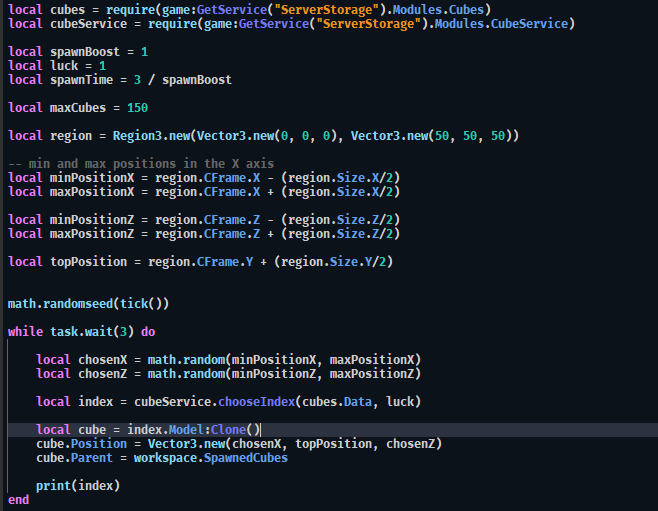 local cubes = require(game:GetService("ServerStorage").Modules.Cubes)
local cubeService = require(game:GetService("ServerStorage").Modules.CubeService)
local spawnBoost = 1
local luck = 1
local spawnTime = 3 / spawnBoost
local maxCubes = 150
local region = Region3.new(Vector3.new(0, 0, 0), Vector3.new(50, 50, 50))
-- min and max positions in the X axis
local minPositionX = region.CFrame.X - (region.Size.X/2)
local maxPositionX = region.CFrame.X + (region.Size.X/2)
local minPositionZ = region.CFrame.Z - (region.Size.Z/2)
local maxPositionZ = region.CFrame.Z + (region.Size.Z/2)
local topPosition = region.CFrame.Y + (region.Size.Y/2)
math.randomseed(tick())
while task.wait(3) do
local chosenX = math.random(minPositionX, maxPositionX)
local chosenZ = math.random(minPositionZ, maxPositionZ)
local index = cubeService.chooseIndex(cubes.Data, luck)
local cube = index.Model:Clone()
cube.Position = Vector3.new(chosenX, topPosition, chosenZ)
cube.Parent = workspace.SpawnedCubes
print(index)
end